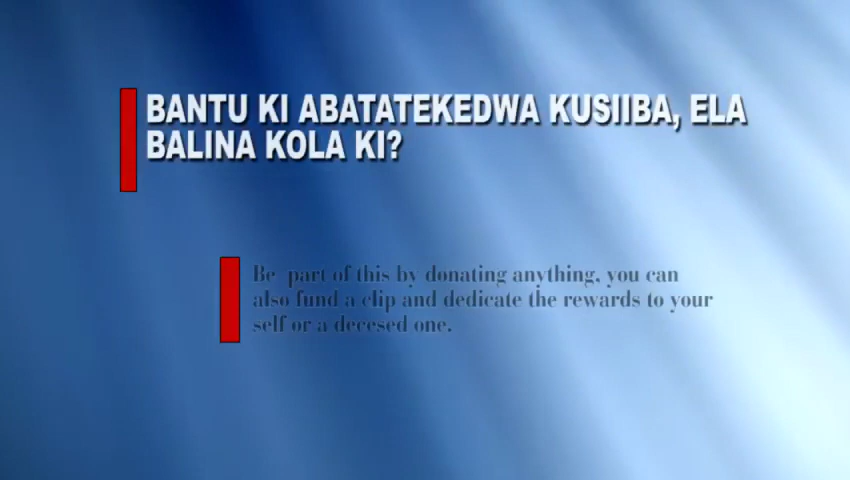 BANTU KI ABATATEKEDWA KUSIIBA, ELA
BALINA KOLA KI?
Be part of this by donating anything, you can
also fund a clip and dedicate the rewards to your
self or a decesed one.